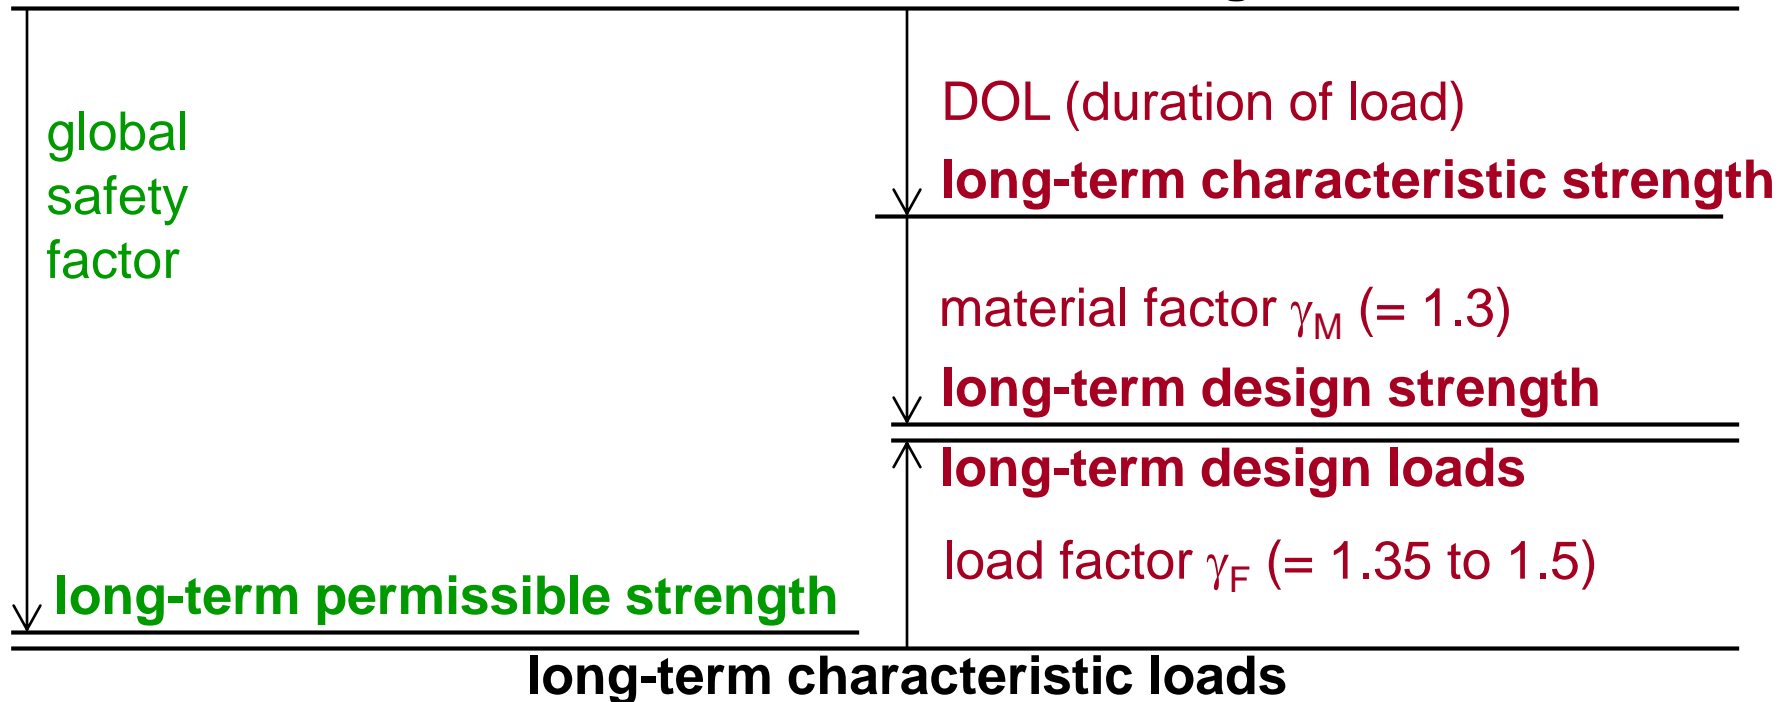 global
safety
factor
long-term permissible strength
DOL (duration of load)
long-term characteristic strength
material factor γM (= 1.3)
long-term design strength
long-term design loads
load factor γF (= 1.35 to 1.5)
long-term characteristic loads